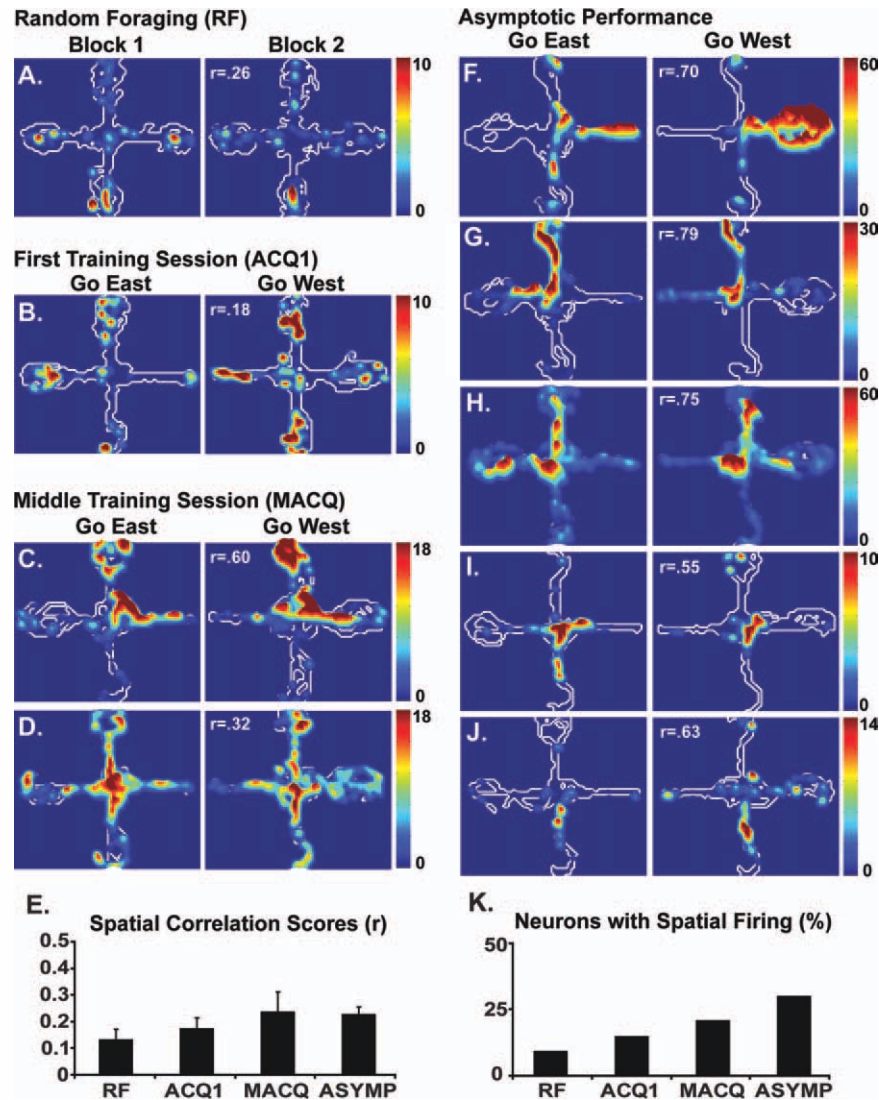 Random Foraging (RF)
Block 1 Block 2
A.
r=.26
10
0
First Training Session (ACQ1)
Go East Go West
B.
r=.18
10
0
Middle Training Session (MACQ)
Go East Go West
C.
r=.60
18
0
D.
r=.32
18
0
E.
Spatial Correlation Scores (r)
0.5
0.4
0.3
0.2
0.1
0
RF ACQ1 MACQ ASYMP
Asymptotic Performance
Go East Go West
F.
r=.70
60
0
G.
r=.79
30
0
H.
r=.75
60
0
I.
r=.55
10
0
J.
r=.63
14
0
K.
Neurons with Spatial Firing (%)
50
25
0
RF ACQ1 MACQ ASYMP